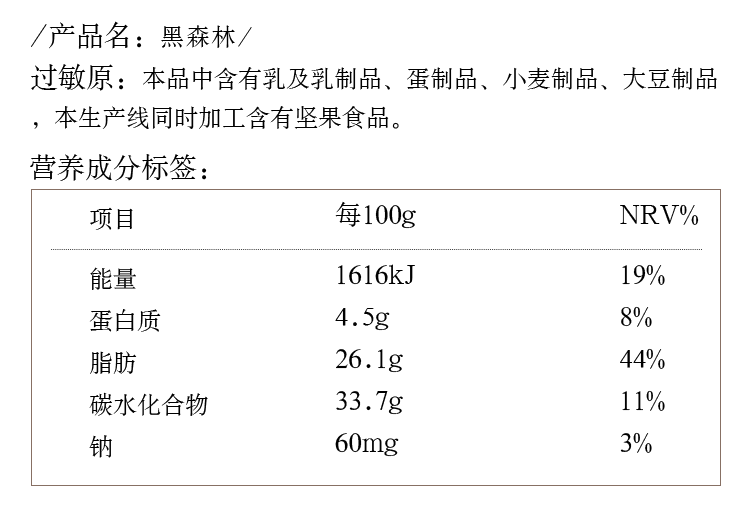 /产品名：黑森林/
过敏原：本品中含有乳及乳制品、蛋制品、小麦制品、大豆制品
，本生产线同时加工含有坚果食品。
营养成分标签：
项目 每100g NRV%
能量 1616kJ 19%
蛋白质 4.5g 8%
脂肪 26.1g 44%
碳水化合物 33.7g 11%
钠 60mg 3%